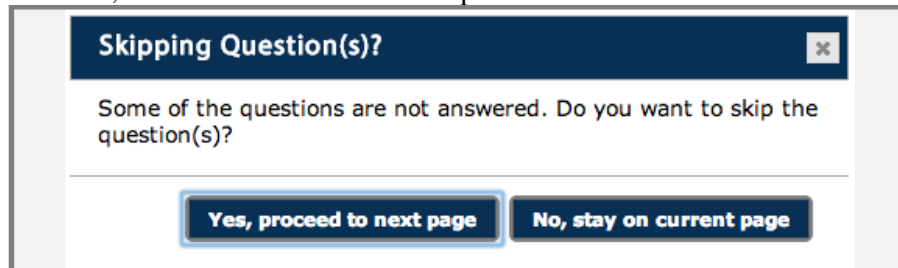 Skipping Question(s)?
Some of the questions are not answered. Do you want to skip the
question(s)?
Yes, proceed to next page No, stay on current page